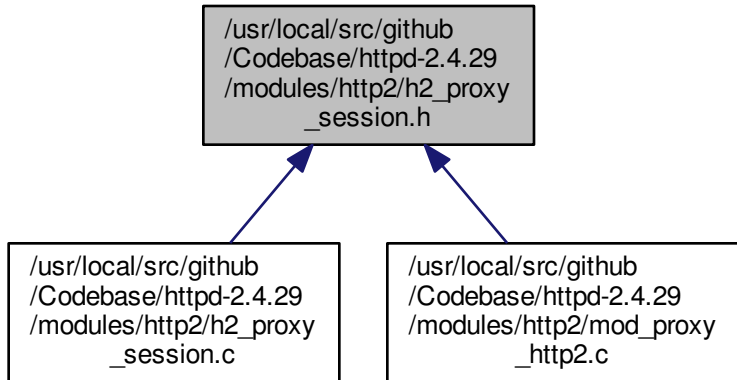 /usr/local/src/github
/Codebase/httpd-2.4.29
/modules/http2/h2_proxy
_session.h
/usr/local/src/github
/Codebase/httpd-2.4.29
/modules/http2/h2_proxy
_session.c
/usr/local/src/github
/Codebase/httpd-2.4.29
/modules/http2/mod_proxy
_http2.c